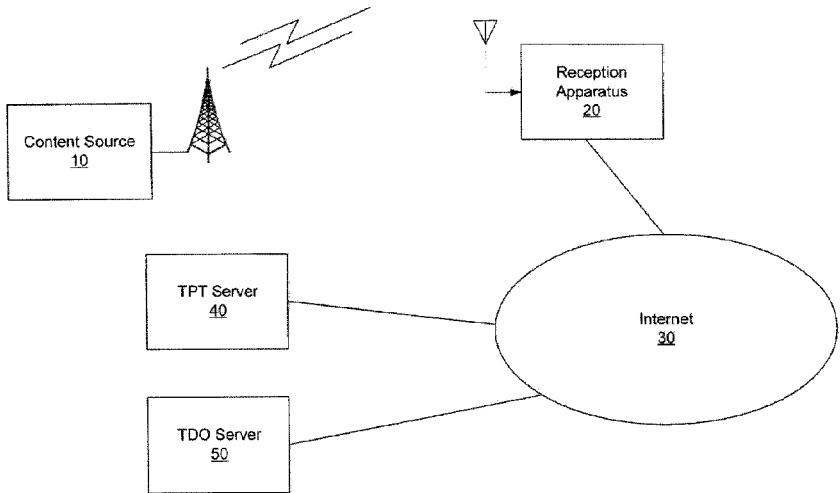 Content Source
10
Reception
Apparatus
20
TPT Server
40
Internet
30
TDO Server
50